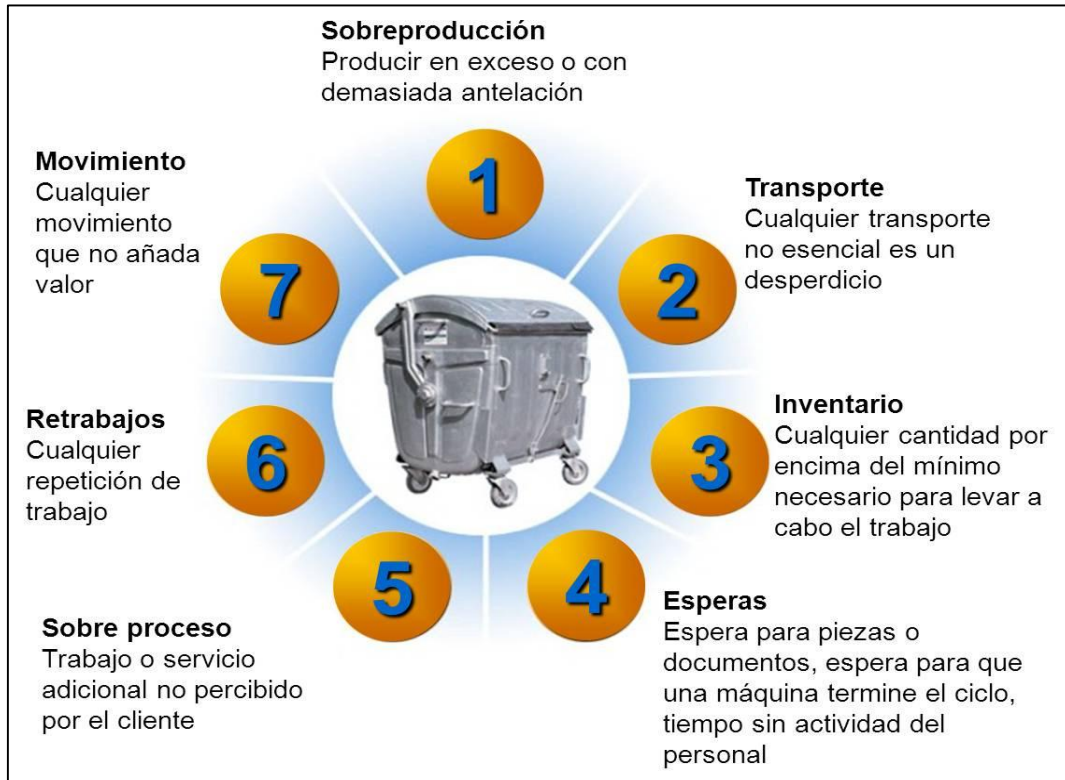 Sobreproducción
Producir en exceso o con
demasiada antelación
1
Transporte
Cualquier transporte
no esencial es un
desperdicio
2
Inventario
Cualquier cantidad por
encima del mínimo
necesario para levar a
cabo el trabajo
3
Esperas
Espera para piezas o
documentos, espera para que
una máquina termine el ciclo,
tiempo sin actividad del
personal
4
Sobre proceso
Trabajo o servicio
adicional no percibido
por el cliente
5
Retrabajos
Cualquier
repetición de
trabajo
6
Movimiento
Cualquier
movimiento
que no añada
valor
7